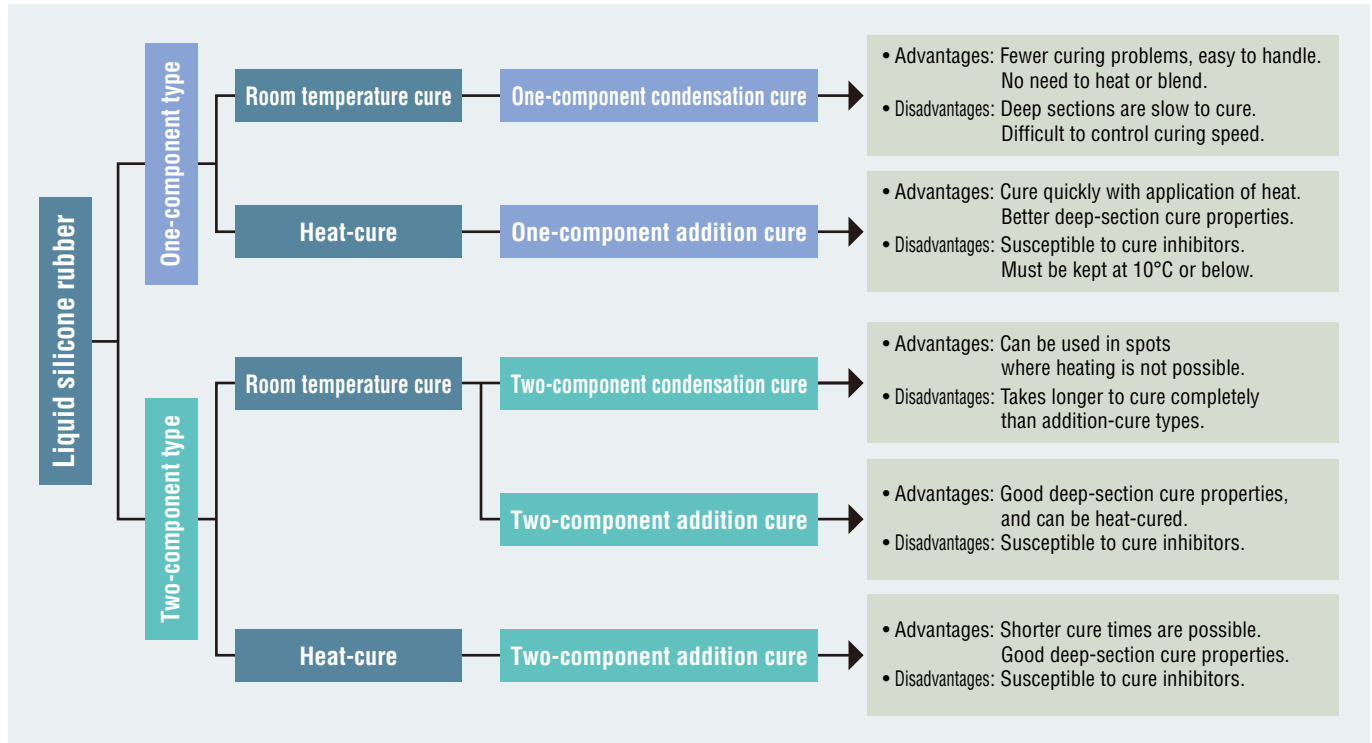 Liquid silicone rubber
One-component type
Room temperature cure
One-component condensation cure
• Advantages: Fewer curing problems, easy to handle.
No need to heat or blend.
• Disadvantages: Deep sections are slow to cure.
Difficult to control curing speed.
Heat-cure
One-component addition cure
• Advantages: Cure quickly with application of heat.
Better deep-section cure properties.
• Disadvantages: Susceptible to cure inhibitors.
Must be kept at 10°C or below.
Two-component type
Room temperature cure
Two-component condensation cure
• Advantages: Can be used in spots
where heating is not possible.
• Disadvantages: Takes longer to cure completely
than addition-cure types.
Two-component addition cure
• Advantages: Good deep-section cure properties,
and can be heat-cured.
• Disadvantages: Susceptible to cure inhibitors.
Heat-cure
Two-component addition cure
• Advantages: Shorter cure times are possible.
Good deep-section cure properties.
• Disadvantages: Susceptible to cure inhibitors.